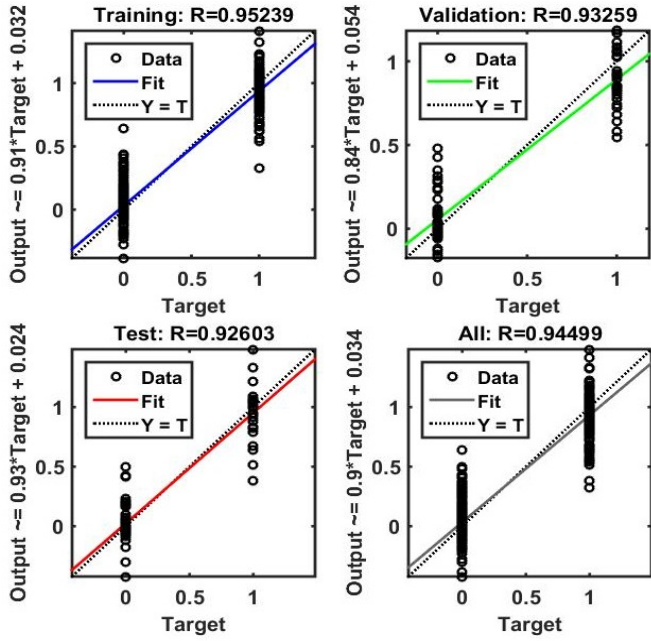 Training: R=0.95239
Output ~= 0.91*Target + 0.032
Data
Fit
Y = T
1
0.5
0
0
0.5
1
Target
Validation: R=0.93259
Output ~= 0.84*Target + 0.054
Data
Fit
Y = T
1
0.5
0
0
0.5
1
Target
Test: R=0.92603
Output ~= 0.93*Target + 0.024
Data
Fit
Y = T
1
0.5
0
0
0.5
1
Target
All: R=0.94499
Output ~= 0.9*Target + 0.034
Data
Fit
Y = T
1
0.5
0
0
0.5
1
Target